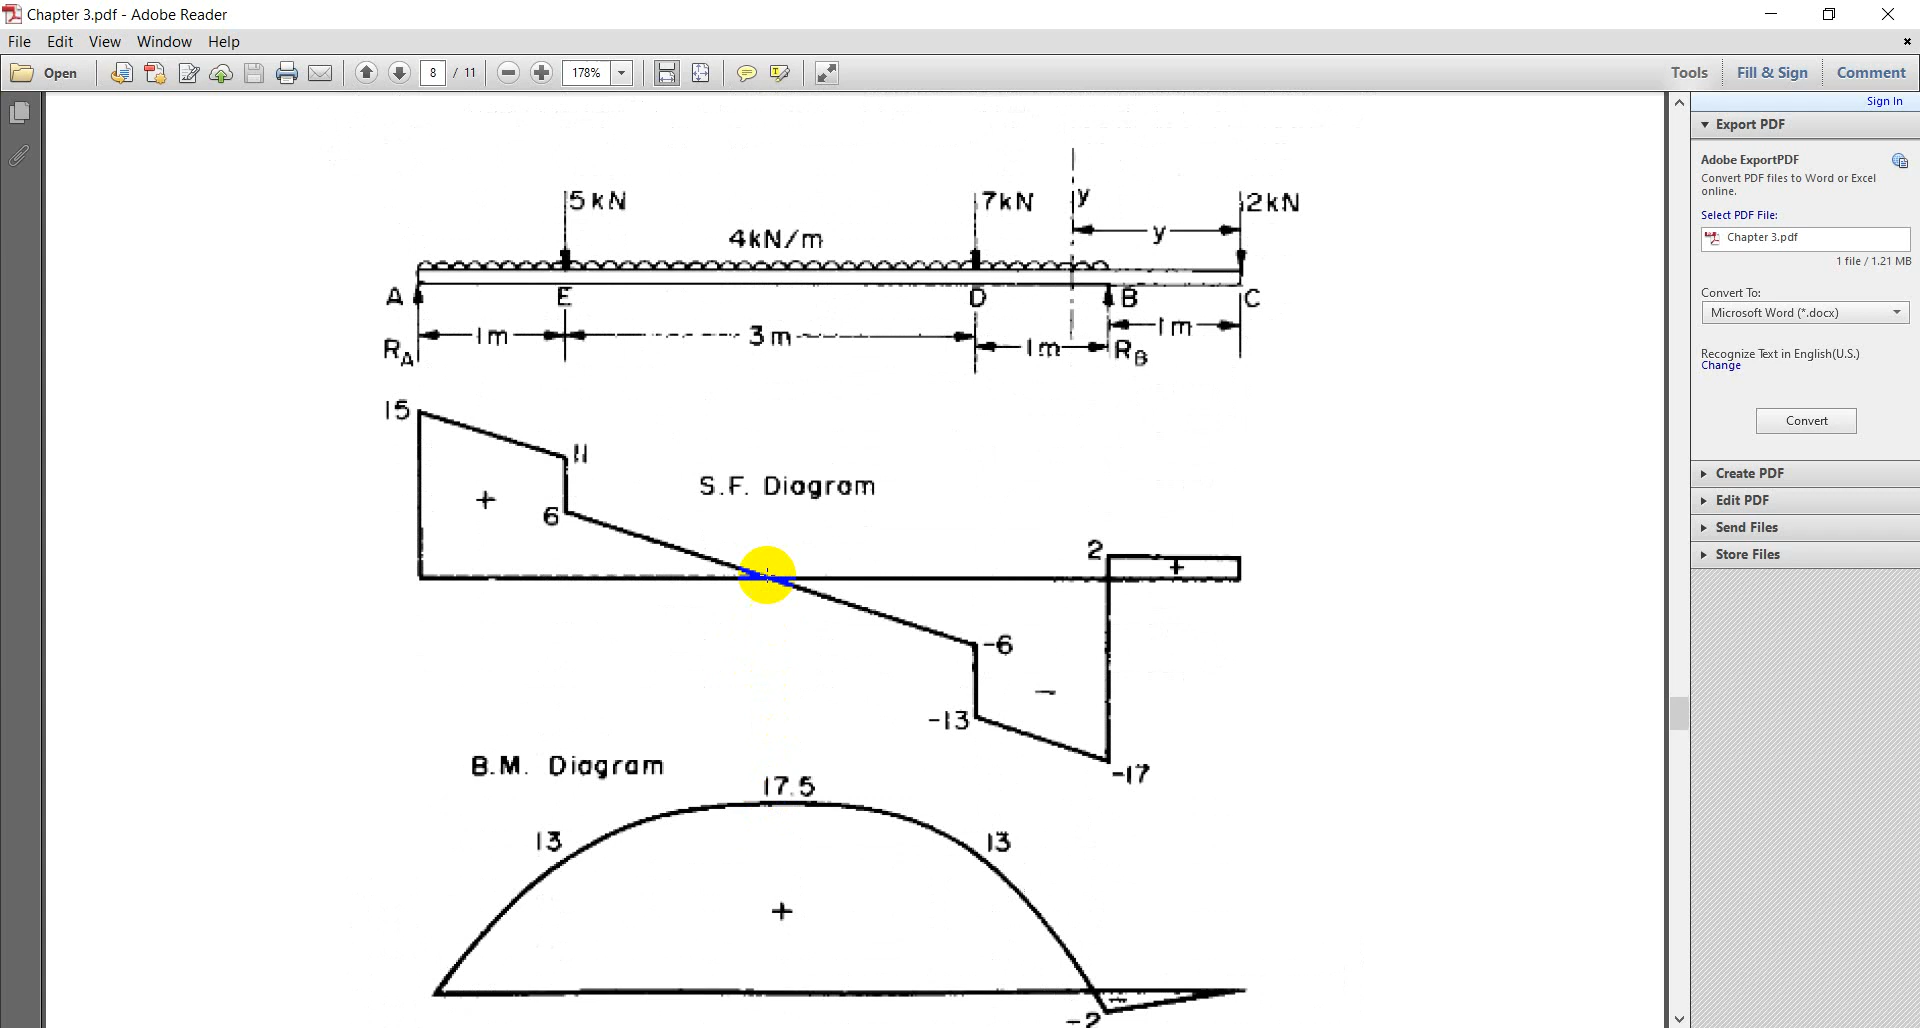 Chapter 3.pdf - Adobe Reader
File Edit View Window Help
Open 8 / 11 178% Tools Fill & Sign Comment
Sign In
Export PDF
Adobe ExportPDF
Convert PDF files to Word or Excel
online.
Select PDF File:
Chapter 3.pdf
1 file / 1.21 MB
Convert To:
Microsoft Word (*.docx)
Recognize Text in English(U.S.)
Change
Convert
Create PDF
Edit PDF
Send Files
Store Files
5kN 7kN y 2kN
4kN/m y
A E D B C
1m 3m 1m 1m
RA RB
15
11
+ S.F. Diagram
6
2
+
-6
-
-13
-17
B.M. Diagram
17.5
13 13
+
-
-2